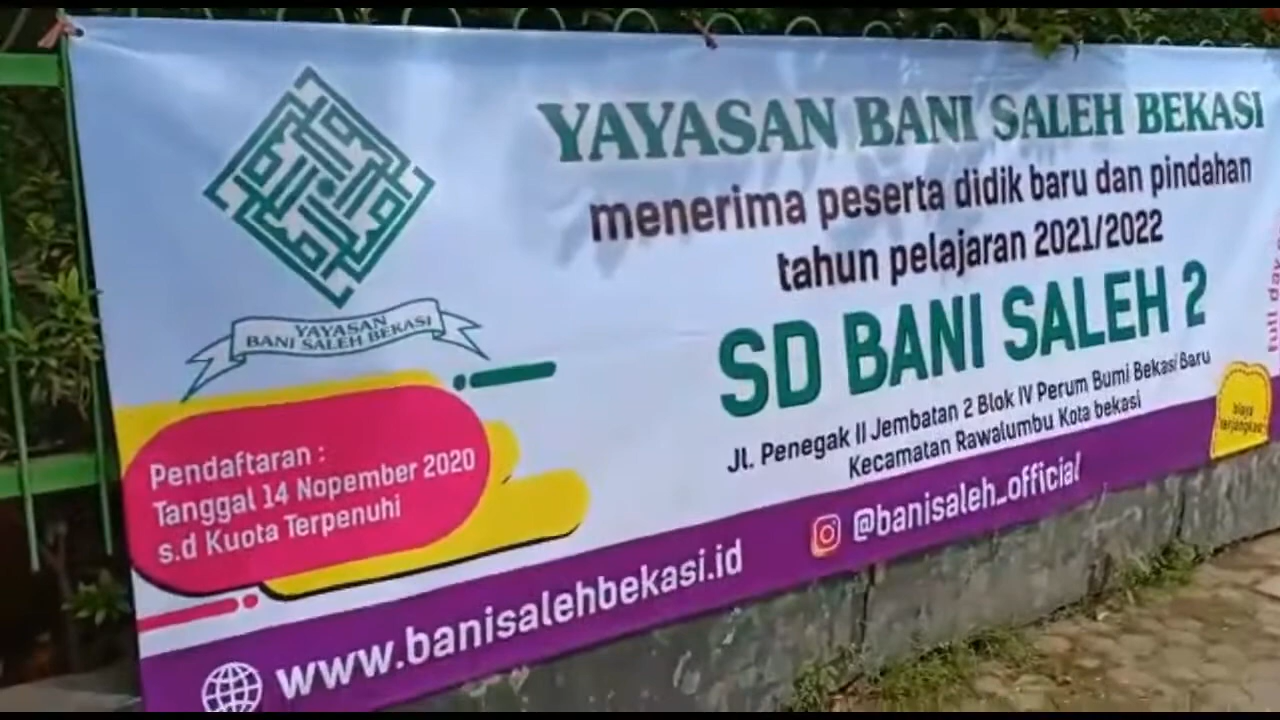 YAYASAN
BANI SALEH BEKASI
YAYASAN BANI SALEH BEKASI
menerima peserta didik baru dan pindahan
tahun pelajaran 2021/2022
SD BANI SALEH 2
Jl. Penegak II Jembatan 2 Blok IV Perum Bumi Bekasi Baru
Kecamatan Rawalumbu Kota bekasi
Pendaftaran :
Tanggal 14 Nopember 2020
s.d Kuota Terpenuhi
@banisaleh_official
www.banisalehbekasi.id
biaya
terjangkau
full day